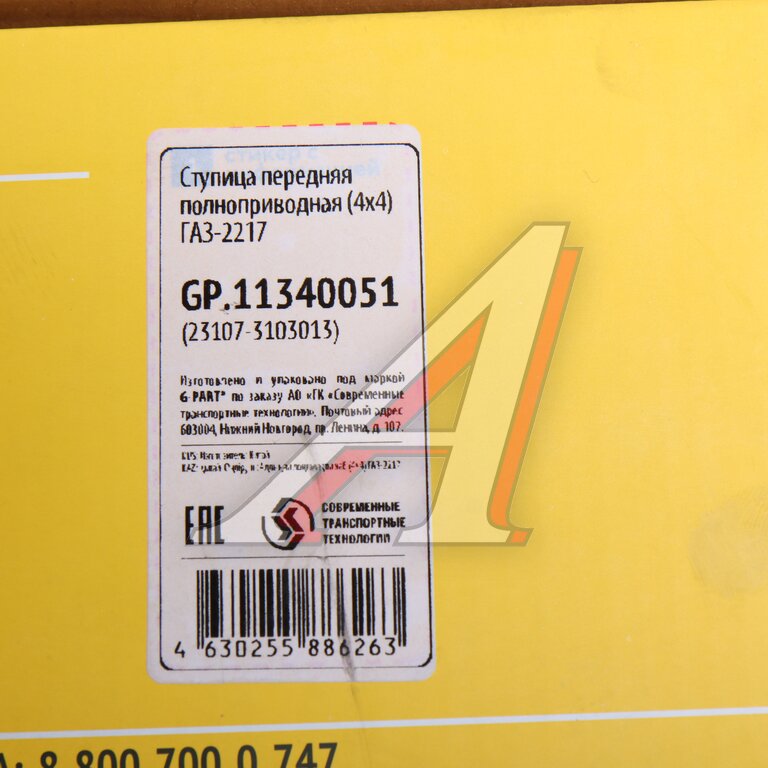 Ступица передняя
полноприводная (4x4)
ГАЗ-2217
GP.11340051
(23107-3103013)
Изготовлено и упаковано под маркой
G-PART® по заказу АО «ГК «Современные
транспортные технологии». Почтовый адрес:
603004, Нижний Новгород, пр. Ленина, д. 107.
ЕАС
СОВРЕМЕННЫЕ
ТРАНСПОРТНЫЕ
ТЕХНОЛОГИИ
4 630255 886263
8 800 700 0 747